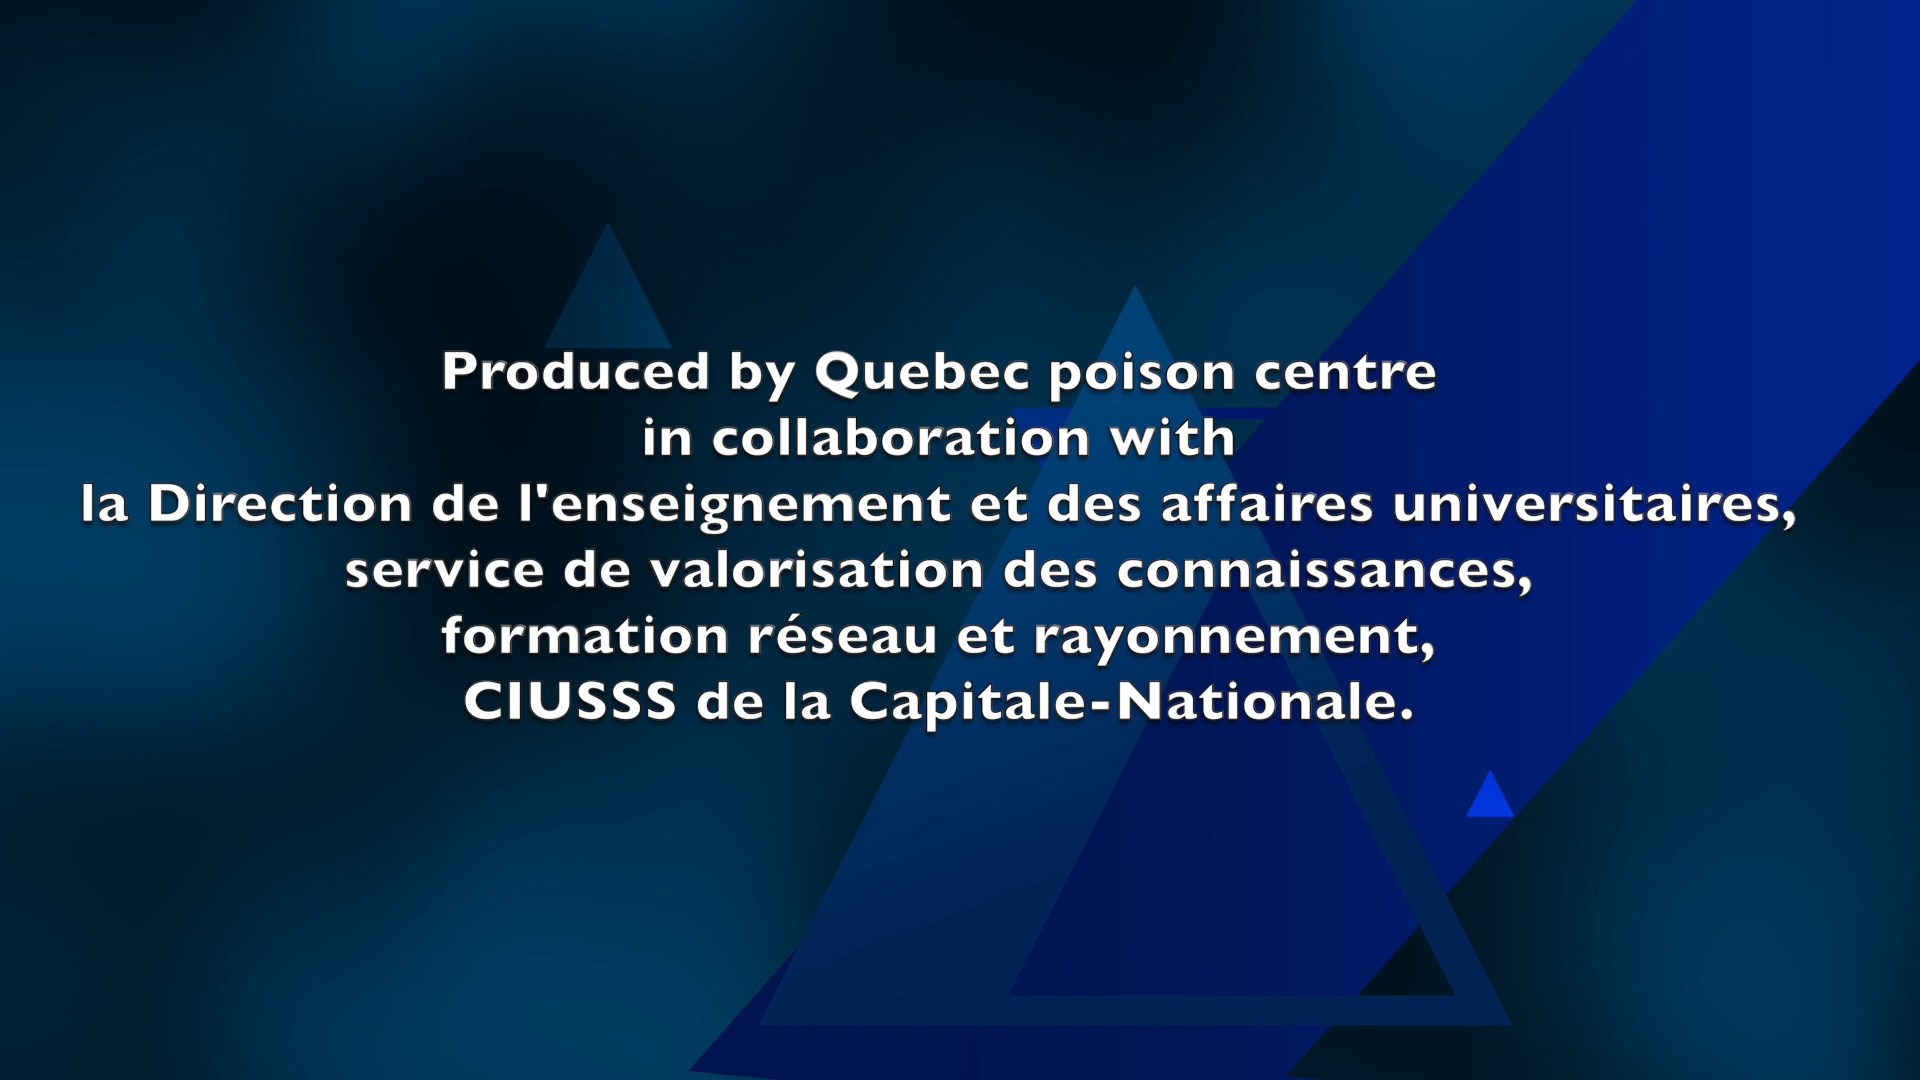 Produced by Quebec poison centre
in collaboration with
la Direction de l'enseignement et des affaires universitaires,
service de valorisation des connaissances,
formation réseau et rayonnement,
CIUSSS de la Capitale-Nationale.